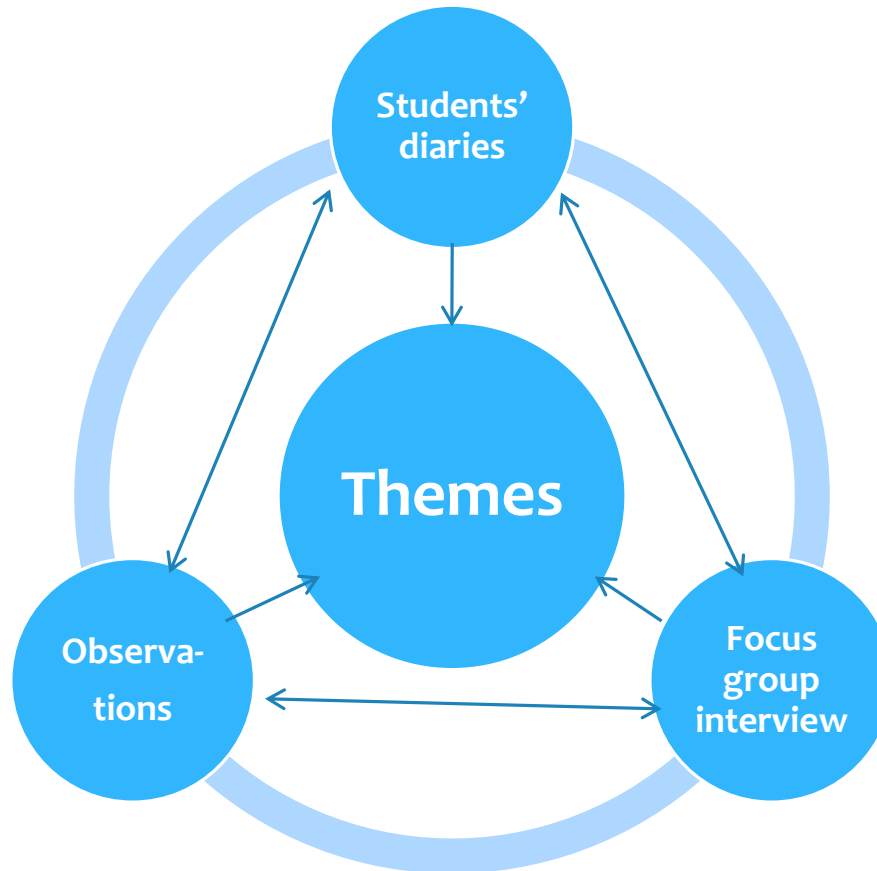 Students’
diaries
Themes
Observa-
tions
Focus
group
interview